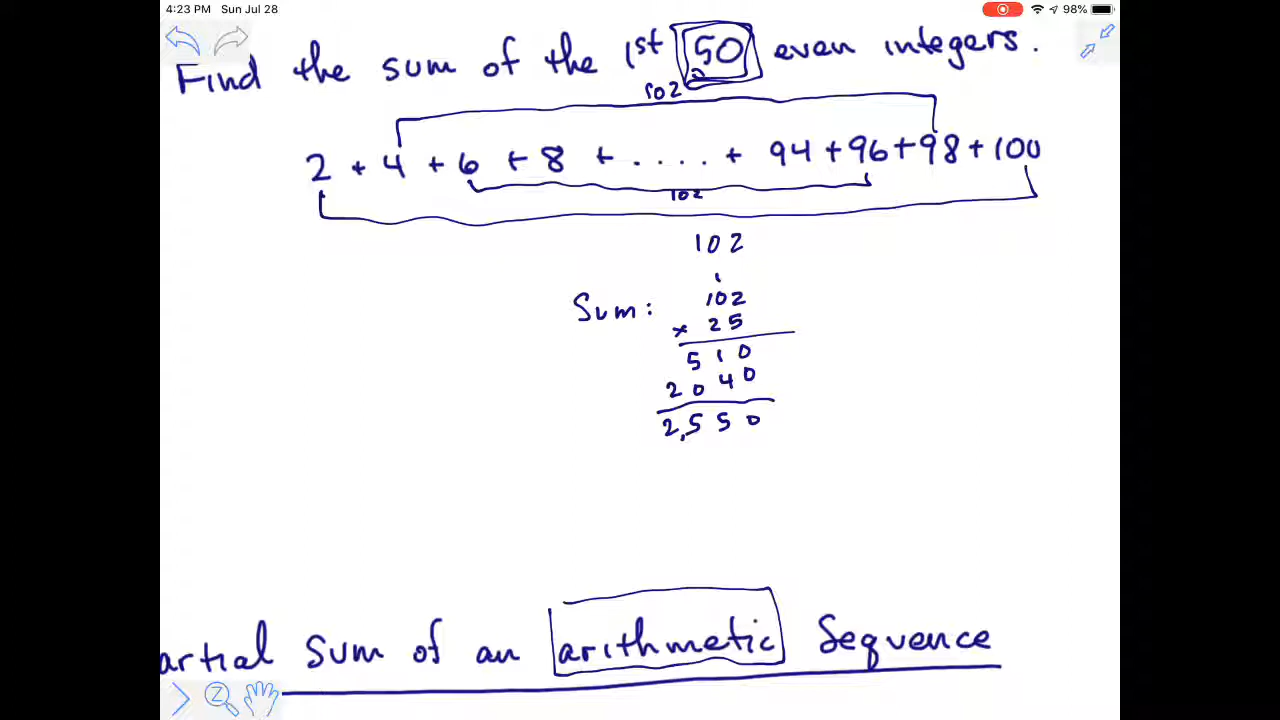 4:23 PM Sun Jul 28
98%
Find the sum of the 1st 50 even integers.
102
2 + 4 + 6 + 8 + .... + 94 + 96 + 98 + 100
102
102
1
Sum: 102
× 25
510
2040
2,550
artial Sum of an arithmetic Sequence